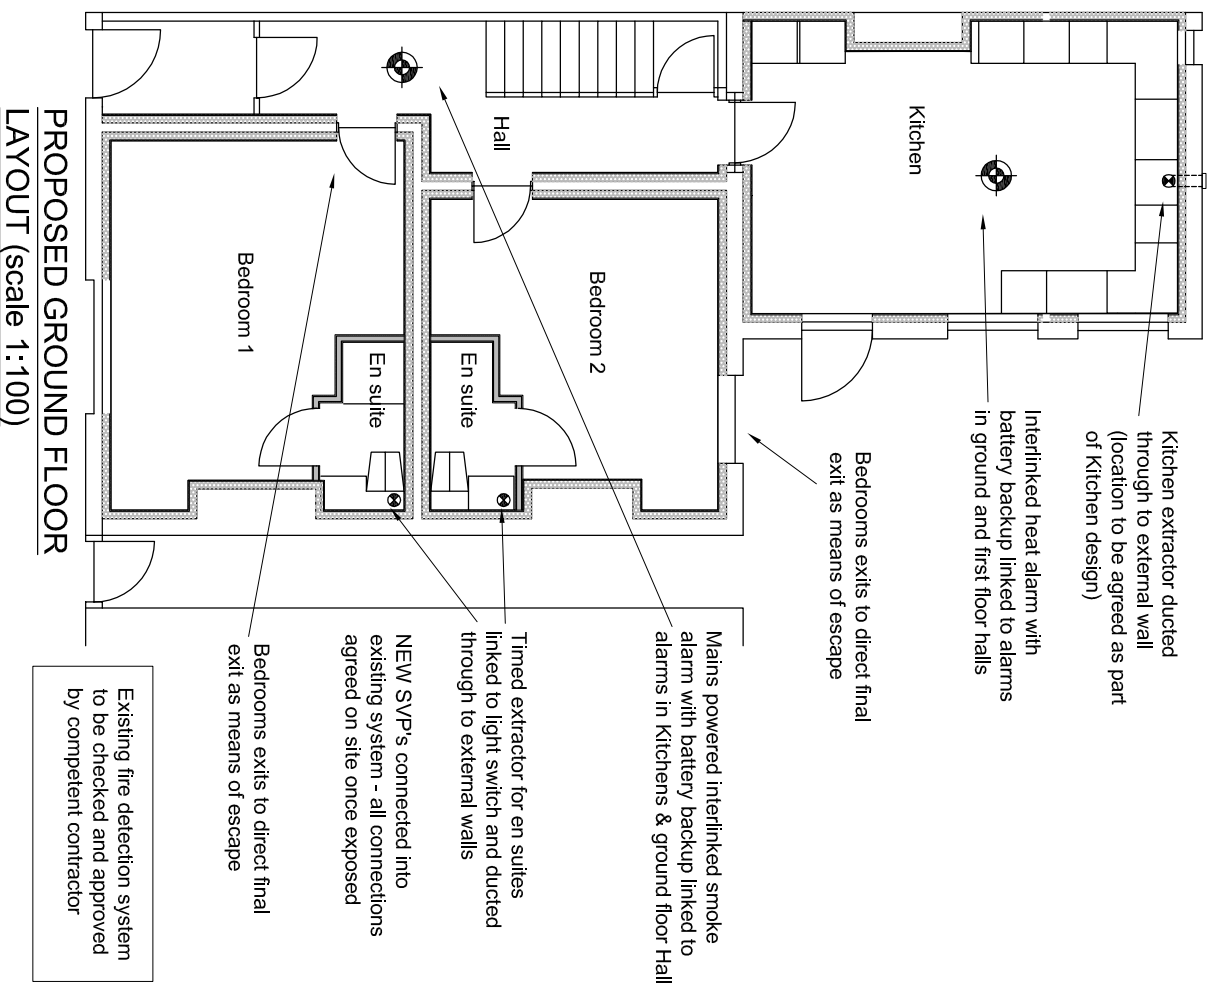 Kitchen extractor ducted
through to external wall
(location to be agreed as part
of Kitchen design)
Kitchen
Interlinked heat alarm with
battery backup linked to alarms
in ground and first floor halls
Bedrooms exits to direct final
exit as means of escape
Hall
Bedroom 2
En suite
Mains powered interlinked smoke
alarm with battery backup linked to
alarms in Kitchens & ground floor Hall
Timed extractor for en suites
linked to light switch and ducted
through to external walls
En suite
Bedroom 1
NEW SVP's connected into
existing system - all connections
agreed on site once exposed
Bedrooms exits to direct final
exit as means of escape
Existing fire detection system
to be checked and approved
by competent contractor
PROPOSED GROUND FLOOR
LAYOUT (scale 1:100)